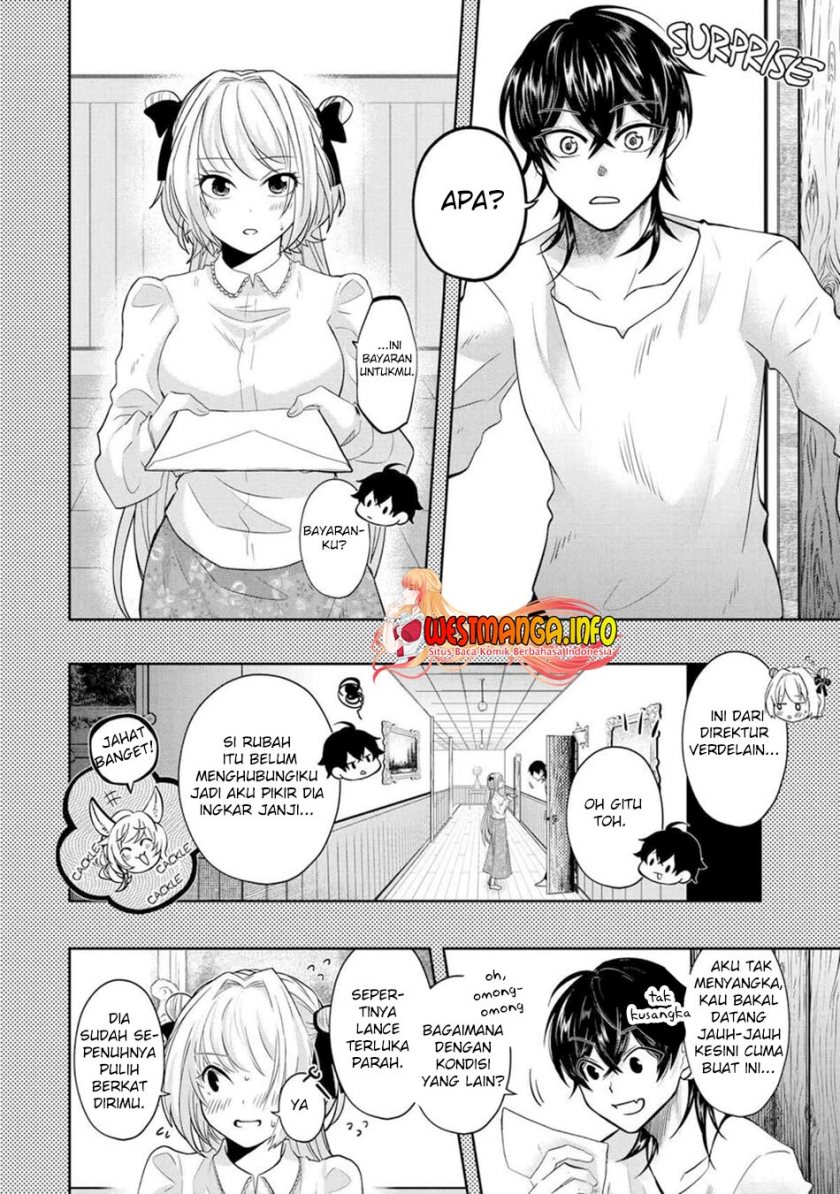 SURPRISE
APA?
...INI
BAYARAN
UNTUKMU.
BAYARAN-
KU?
WESTMANGA.INFO
Situs Baca Komik Berbahasa Indonesia
INI DARI
DIREKTUR
VERDELAIN...
OH GITU
TOH.
SI RUBAH
ITU BELUM
MENGHUBUNGIKU
JADI AKU PIKIR DIA
INGKAR JANJI...
JAHAT
BANGET!
CACKLE
CACKLE
CACKLE
AKU TAK
MENYANGKA,
KAU BAKAL
DATANG
JAUH-JAUH
KESINI CUMA
BUAT INI...
tak
kusangka
oh,
omong-
omong
BAGAIMANA
DENGAN
KONDISI
YANG LAIN?
SEPER-
TINYA
LANCE
TERLUKA
PARAH.
YA
DIA
SUDAH SE-
PENUHNYA
PULIH
BERKAT
DIRIMU.